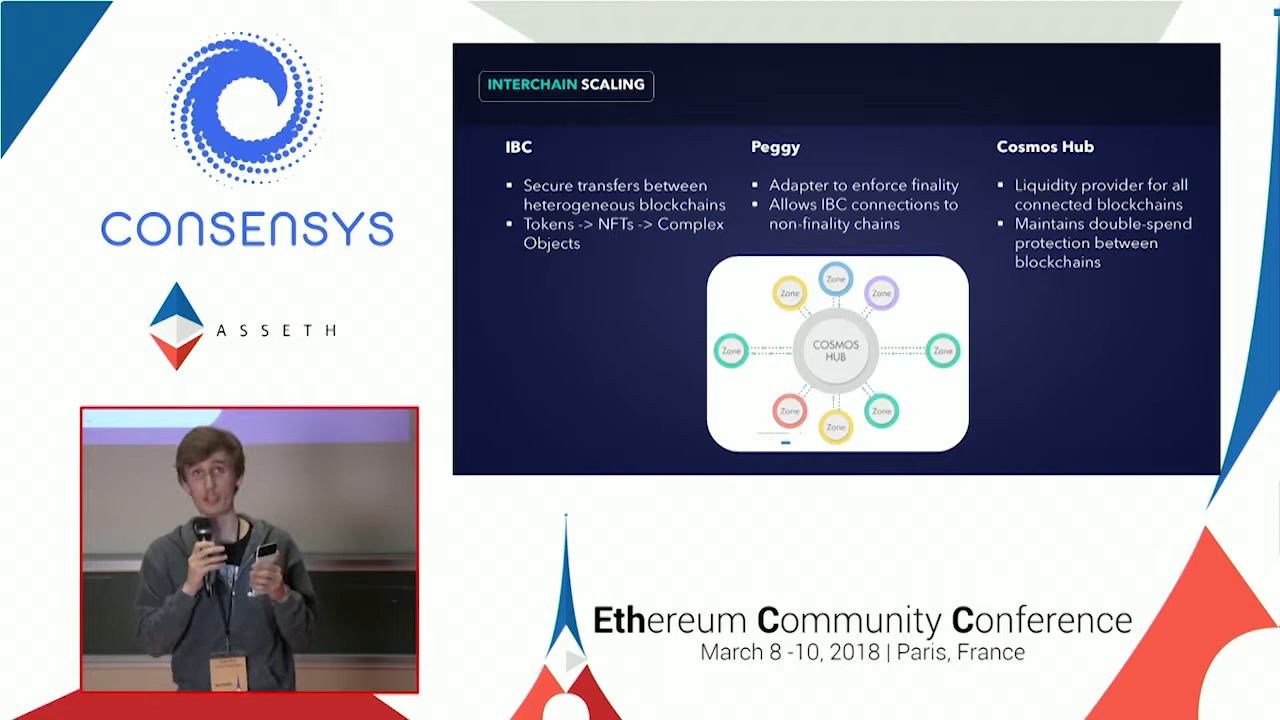 CONSENSYS
ASSETH
INTERCHAIN SCALING
IBC
▪ Secure transfers between
heterogeneous blockchains
▪ Tokens -> NFTs -> Complex
Objects
Peggy
▪ Adapter to enforce finality
▪ Allows IBC connections to
non-finality chains
Cosmos Hub
▪ Liquidity provider for all
connected blockchains
▪ Maintains double-spend
protection between
blockchains
Zone
Zone
Zone
Zone
COSMOS
HUB
Zone
Zone
Zone
Zone
Ethereum Community Conference
March 8 -10, 2018 | Paris, France